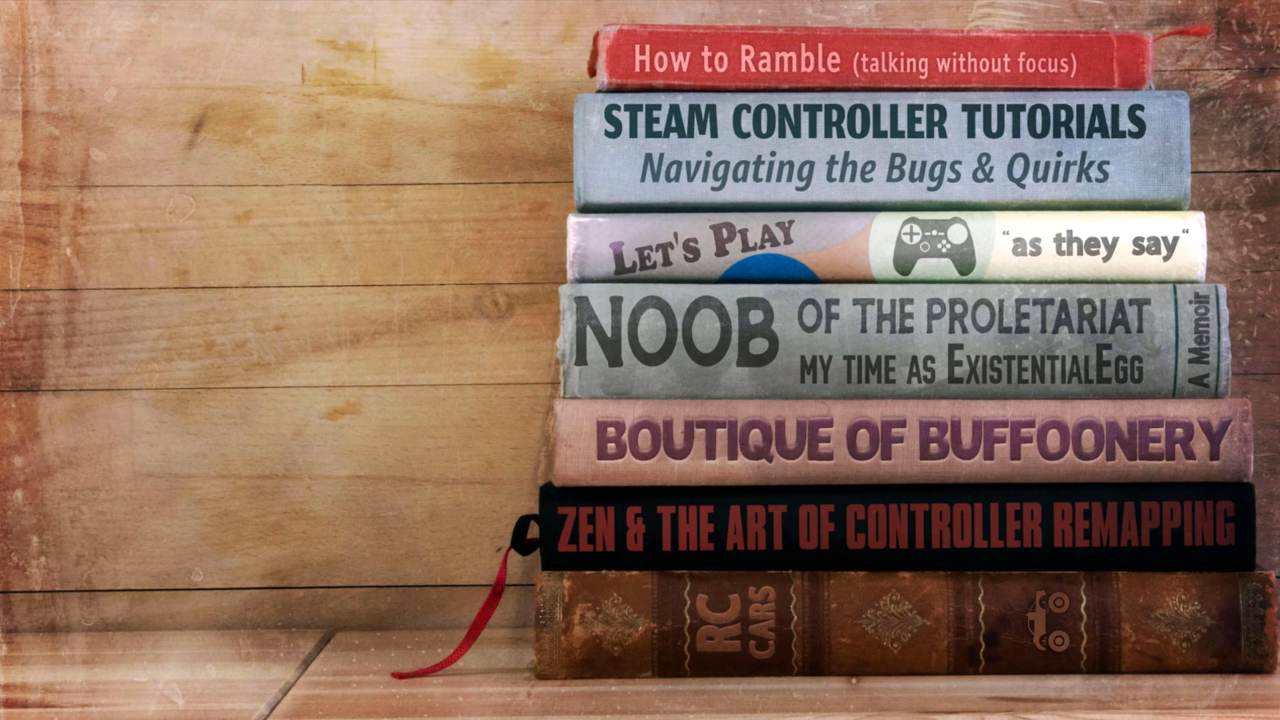 How to Ramble (talking without focus)
STEAM CONTROLLER TUTORIALS
Navigating the Bugs & Quirks
LET'S PLAY
"as they say"
NOOB
OF THE PROLETARIAT
MY TIME AS EXISTENTIALEGG
A Memoir
BOUTIQUE OF BUFFOONERY
ZEN & THE ART OF CONTROLLER REMAPPING
RC
CARS